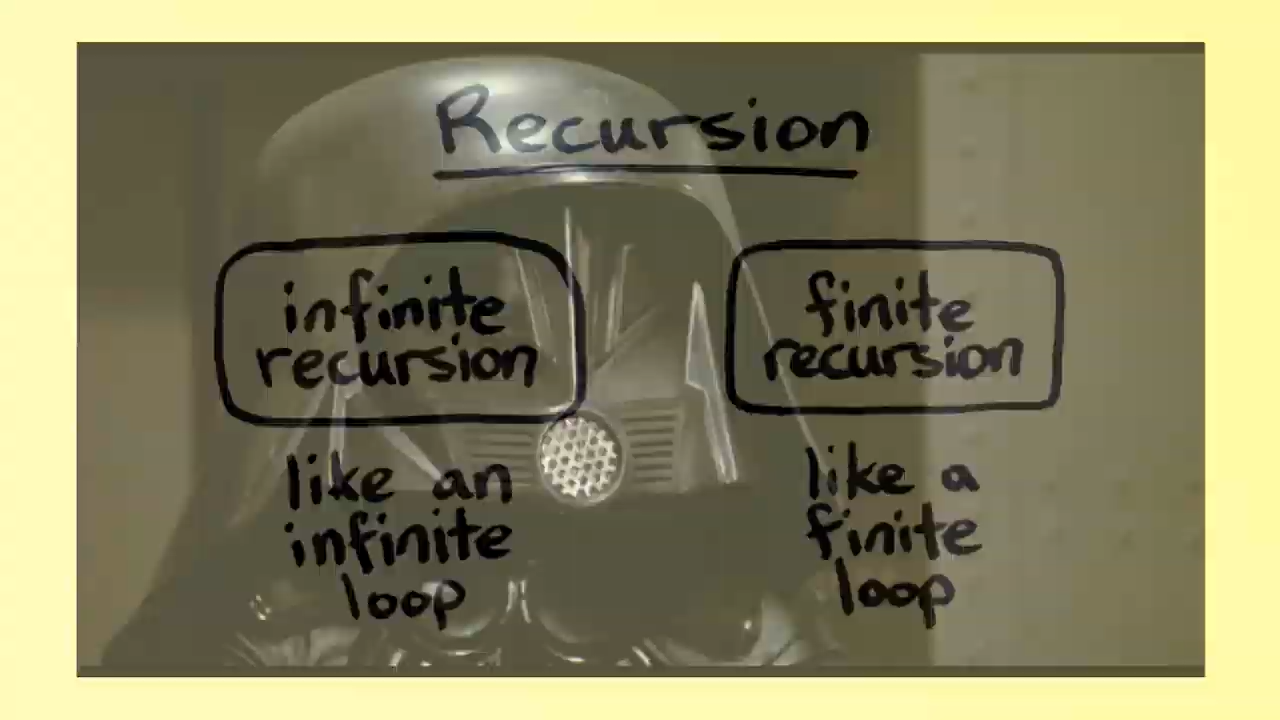 Recursion
infinite
recursion
like an
infinite
loop
finite
recursion
like a
finite
loop